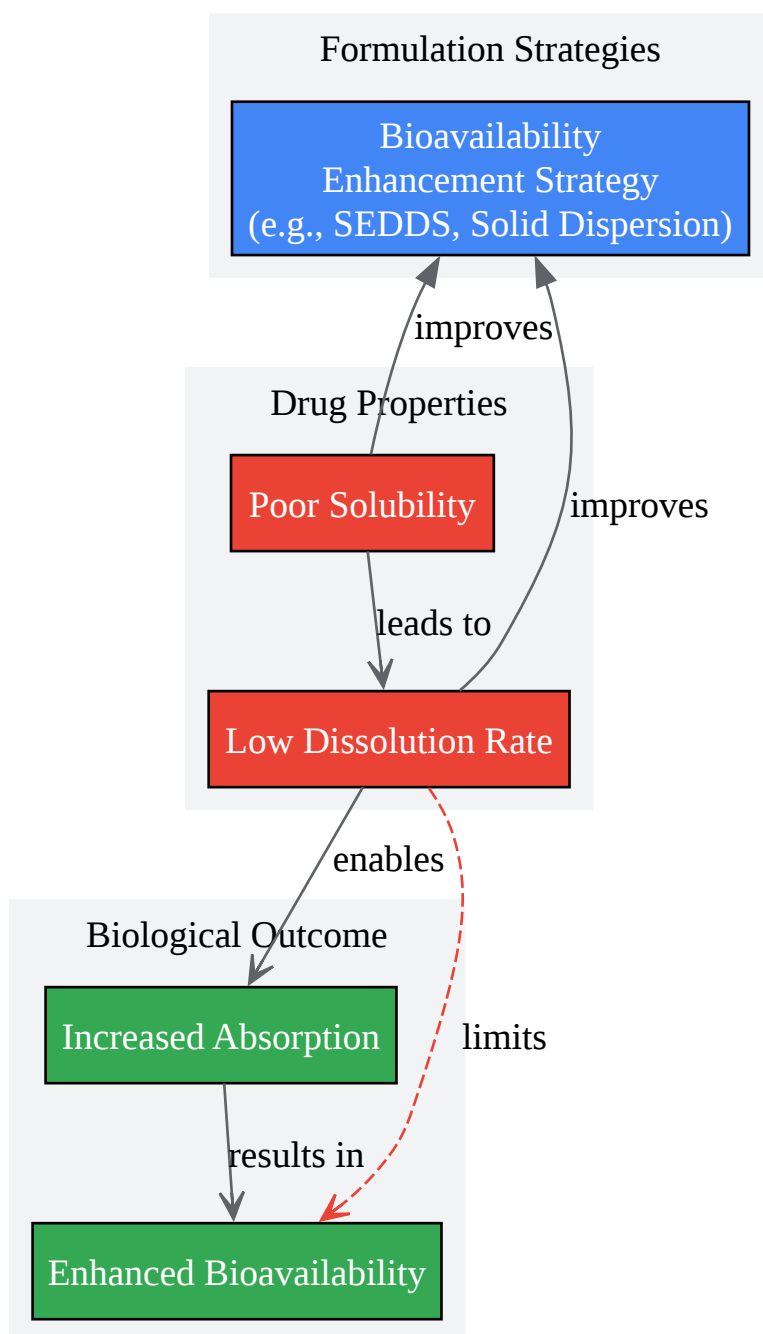 Formulation Strategies
Bioavailability
Enhancement Strategy
(e.g., SEDDS, Solid Dispersion)
improves
Drug Properties
Poor Solubility
improves
leads to
Low Dissolution Rate
enables
Biological Outcome
Increased Absorption
limits
results in
Enhanced Bioavailability